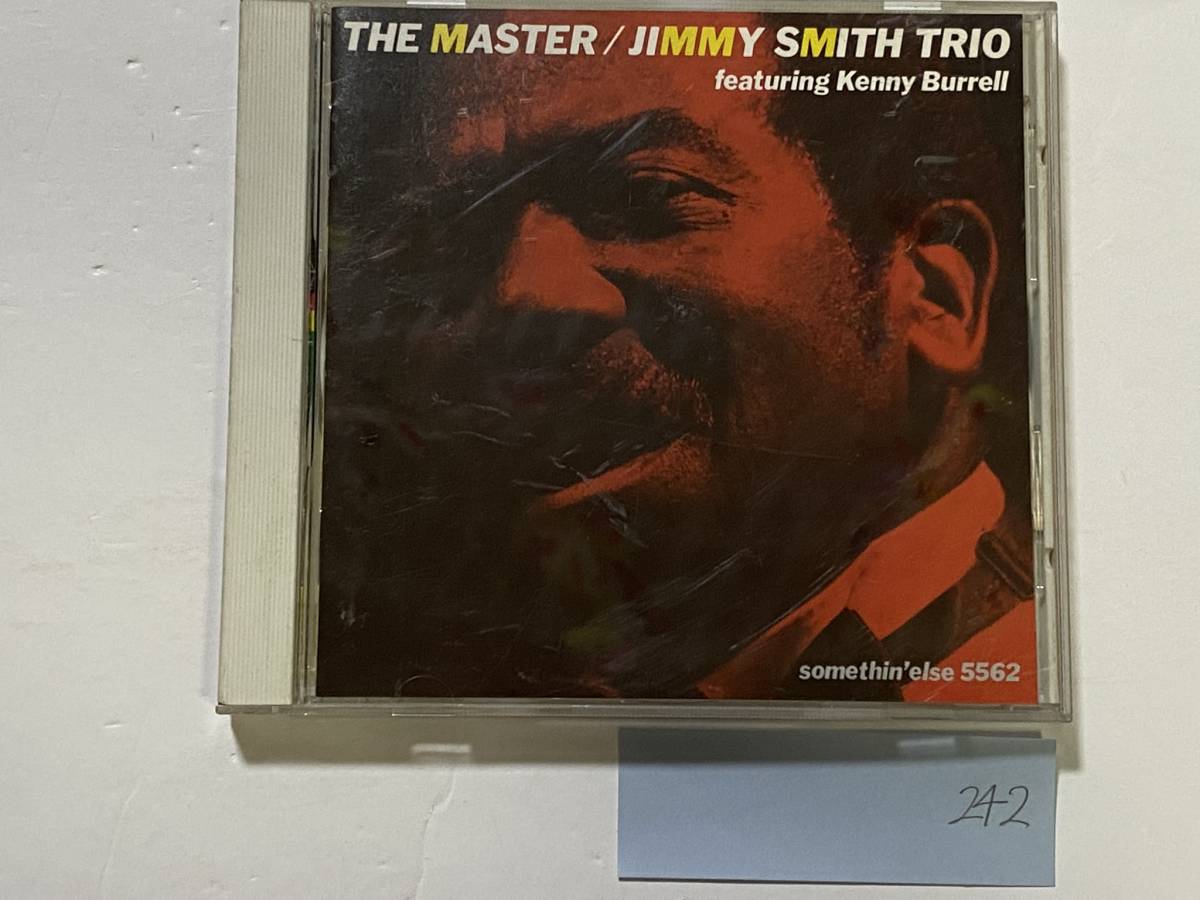 THE MASTER / JIMMY SMITH TRIO
featuring Kenny Burrell
somethin'else 5562
242